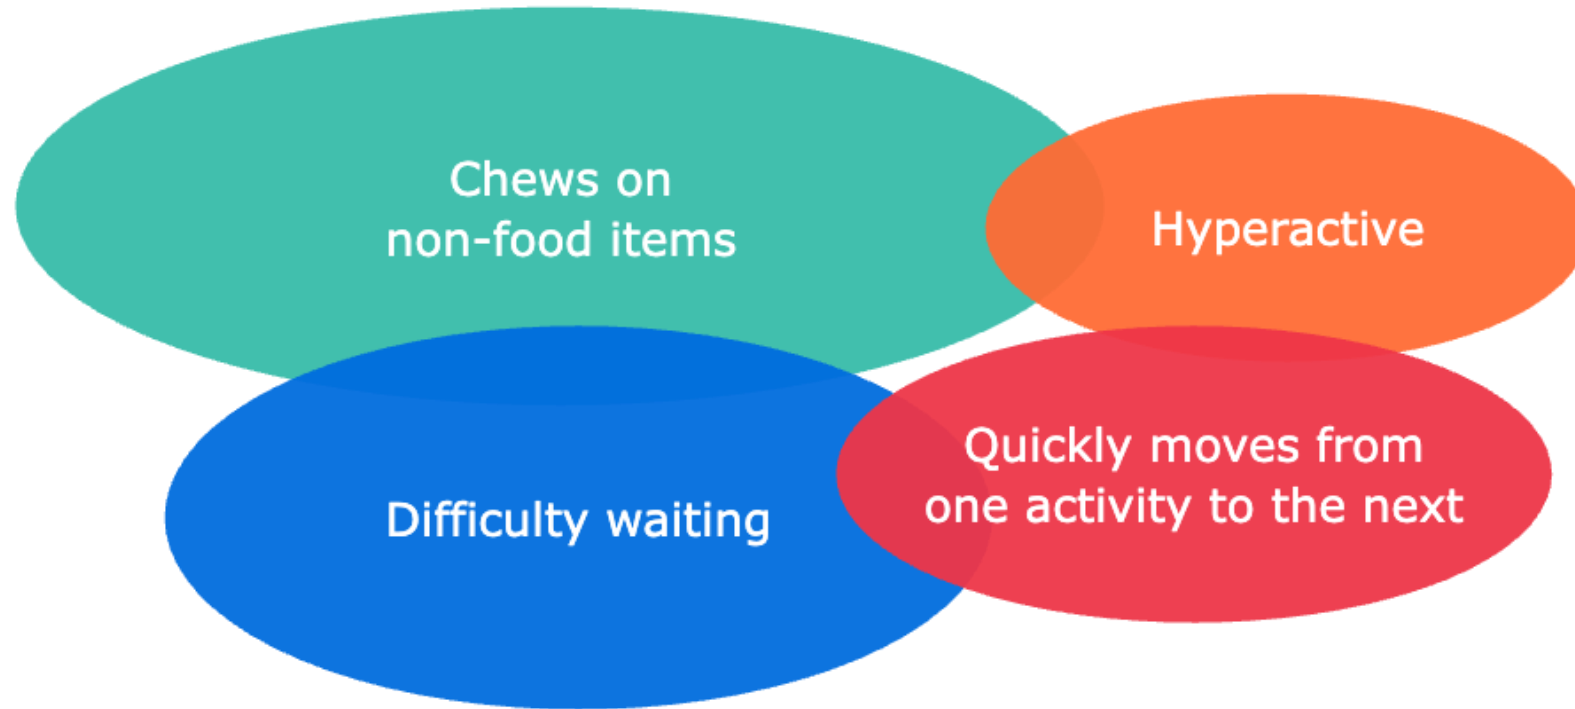 Chews on
non-food items
Hyperactive
Quickly moves from
one activity to the next
Difficulty waiting